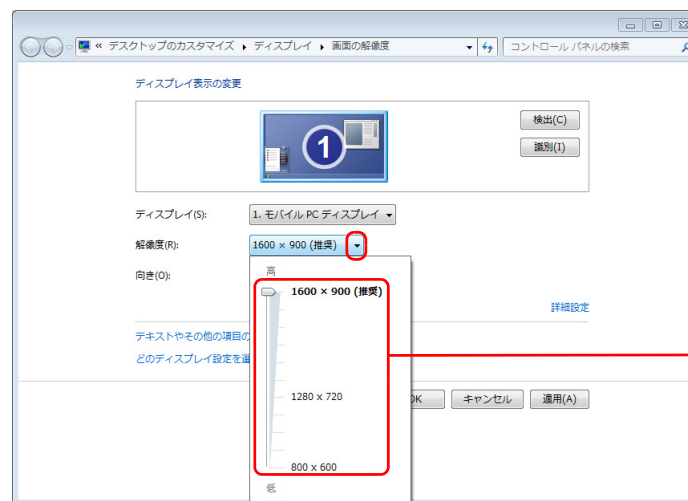 « デスクトップのカスタマイズ ▸ ディスプレイ ▸ 画面の解像度
コントロール パネルの検索
ディスプレイ表示の変更
1
検出(C)
識別(I)
ディスプレイ(S):
1. モバイル PC ディスプレイ
解像度(R):
1600 × 900 (推奨)
向き(O):
高
1600 × 900 (推奨)
詳細設定
テキストやその他の項目の
どのディスプレイ設定を
1280 x 720
OK
キャンセル
適用(A)
800 x 600
低